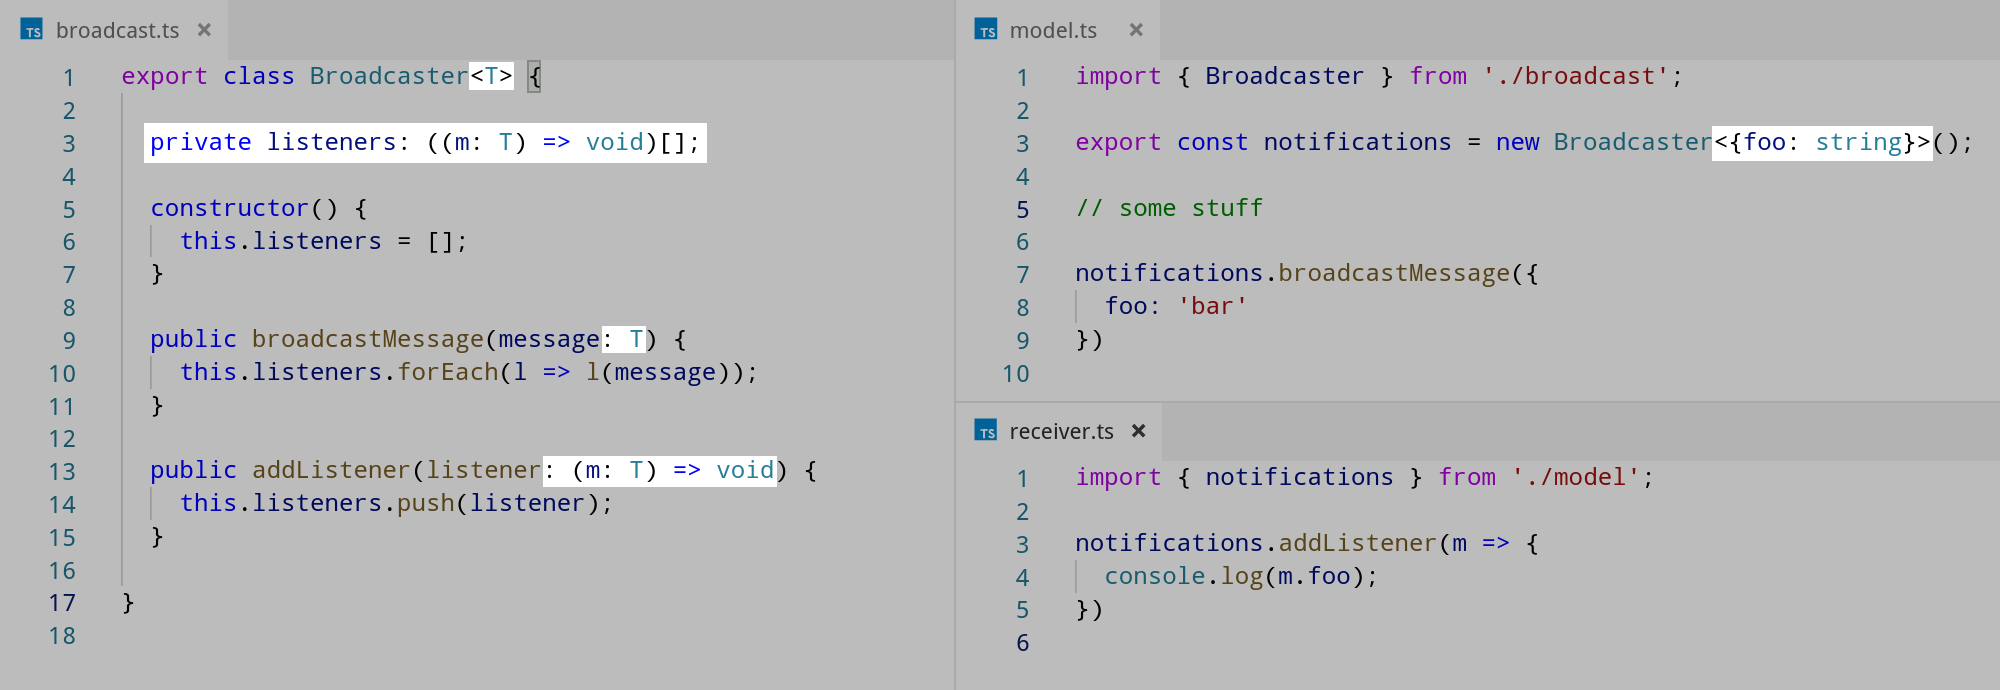 TS broadcast.ts ×
1 export class Broadcaster<T> {
2
3 private listeners: ((m: T) => void)[];
4
5 constructor() {
6 this.listeners = [];
7 }
8
9 public broadcastMessage(message: T) {
10 this.listeners.forEach(l => l(message));
11 }
12
13 public addListener(listener: (m: T) => void) {
14 this.listeners.push(listener);
15 }
16
17 }
18
TS model.ts ×
1 import { Broadcaster } from './broadcast';
2
3 export const notifications = new Broadcaster<{foo: string}>();
4
5 // some stuff
6
7 notifications.broadcastMessage({
8 foo: 'bar'
9 })
10
TS receiver.ts ×
1 import { notifications } from './model';
2
3 notifications.addListener(m => {
4 console.log(m.foo);
5 })
6